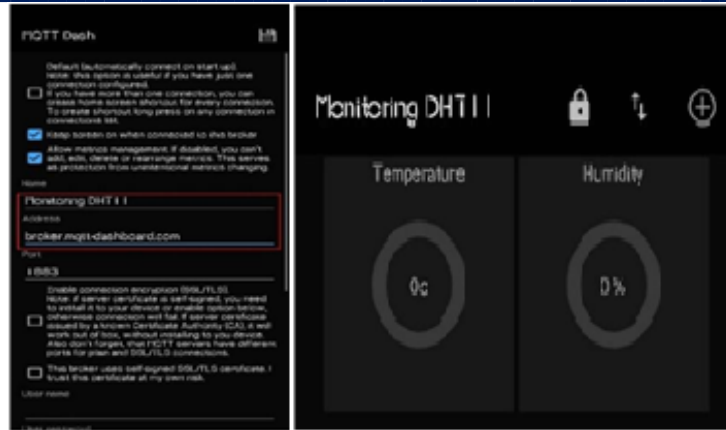 MQTT Dash
Default (automatically connect on start up).
Note: this option is useful if you have just one
connection configured.
If you have more than one connection, you can
create home screen shortcut for every connection.
To create shortcut long press on any connection in
connections list.
Keep screen on when connected to this broker
Allow metrics management. If disabled, you can't
add, edit, delete or rearrange metrics. This serves
as protection from unintentional metrics changing.
Name
Monitoring DHT11
Address
broker.mqtt-dashboard.com
Port
1883
Enable connection encryption (SSL/TLS).
Note: if server certificate is self-signed, you need
to install it to your device or enable option below,
otherwise connection will fail. If server certificate
issued by a known Certificate Authority (CA), it will
work out of box, without installing to you device.
Also don't forget, that MQTT servers have different
ports for plain and SSL/TLS connections.
This broker uses self-signed SSL/TLS certificate. I
trust this certificate at my own risk.
User name
User password
Monitoring DHT11
Temperature
Humidity
0c
0%